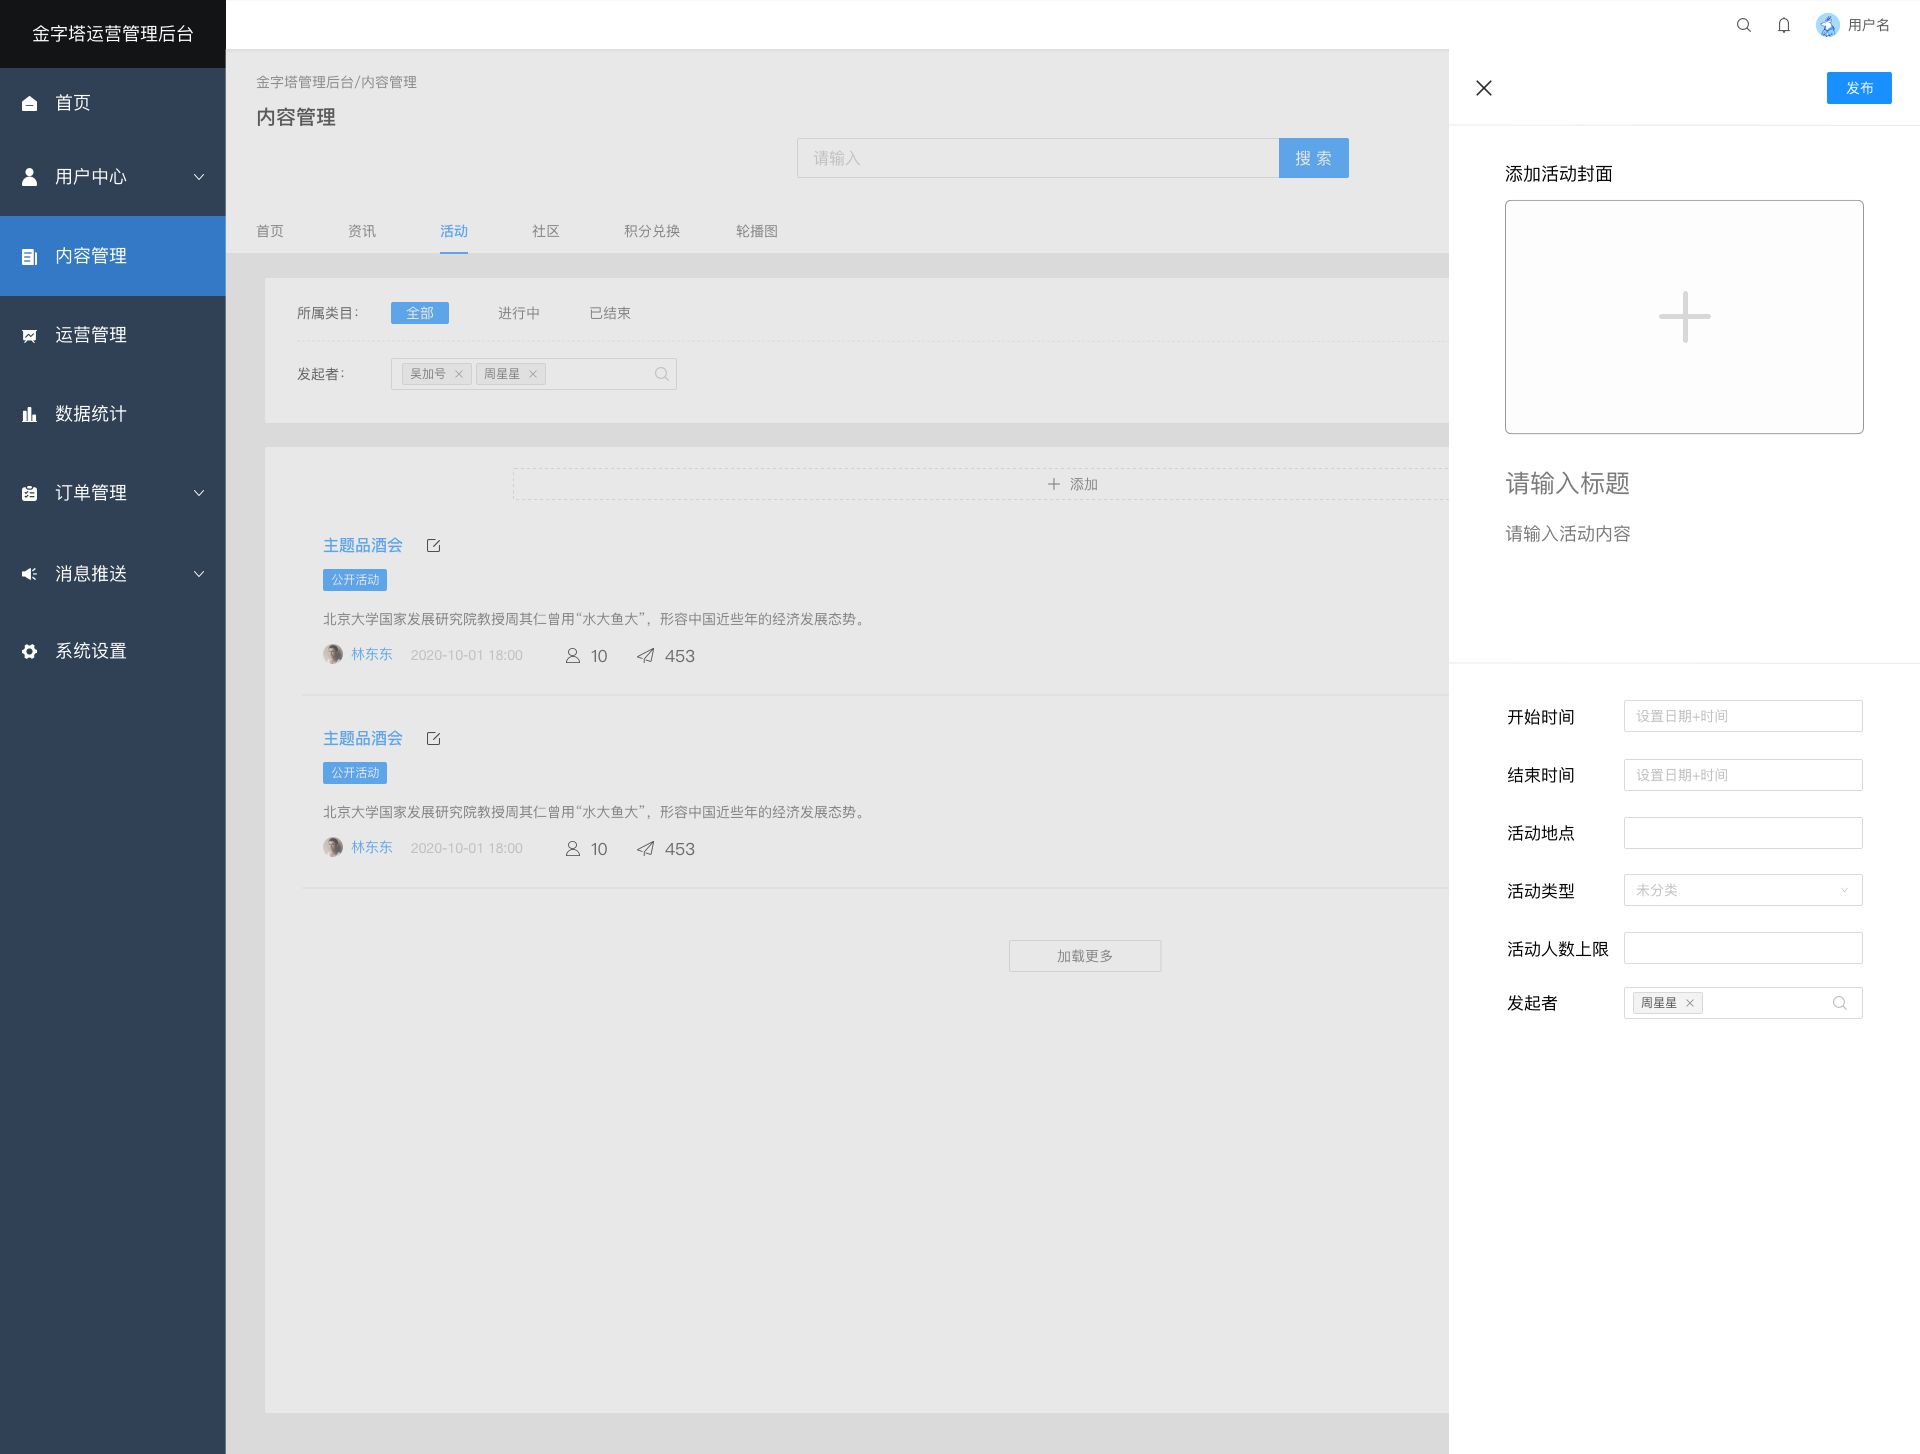 金字塔运营管理后台
用户名
首页
用户中心
内容管理
运营管理
数据统计
订单管理
消息推送
系统设置
金字塔管理后台/内容管理
内容管理
请输入 搜 索
首页 资讯 活动 社区 积分兑换 轮播图
所属类目： 全部 进行中 已结束
发起者： 吴加号 周星星
添加
主题品酒会
公开活动
北京大学国家发展研究院教授周其仁曾用“水大鱼大”，形容中国近些年的经济发展态势。
林东东 2020-10-01 18:00 10 453
主题品酒会
公开活动
北京大学国家发展研究院教授周其仁曾用“水大鱼大”，形容中国近些年的经济发展态势。
林东东 2020-10-01 18:00 10 453
加载更多
发布
添加活动封面
请输入标题
请输入活动内容
开始时间 设置日期+时间
结束时间 设置日期+时间
活动地点
活动类型 未分类
活动人数上限
发起者 周星星